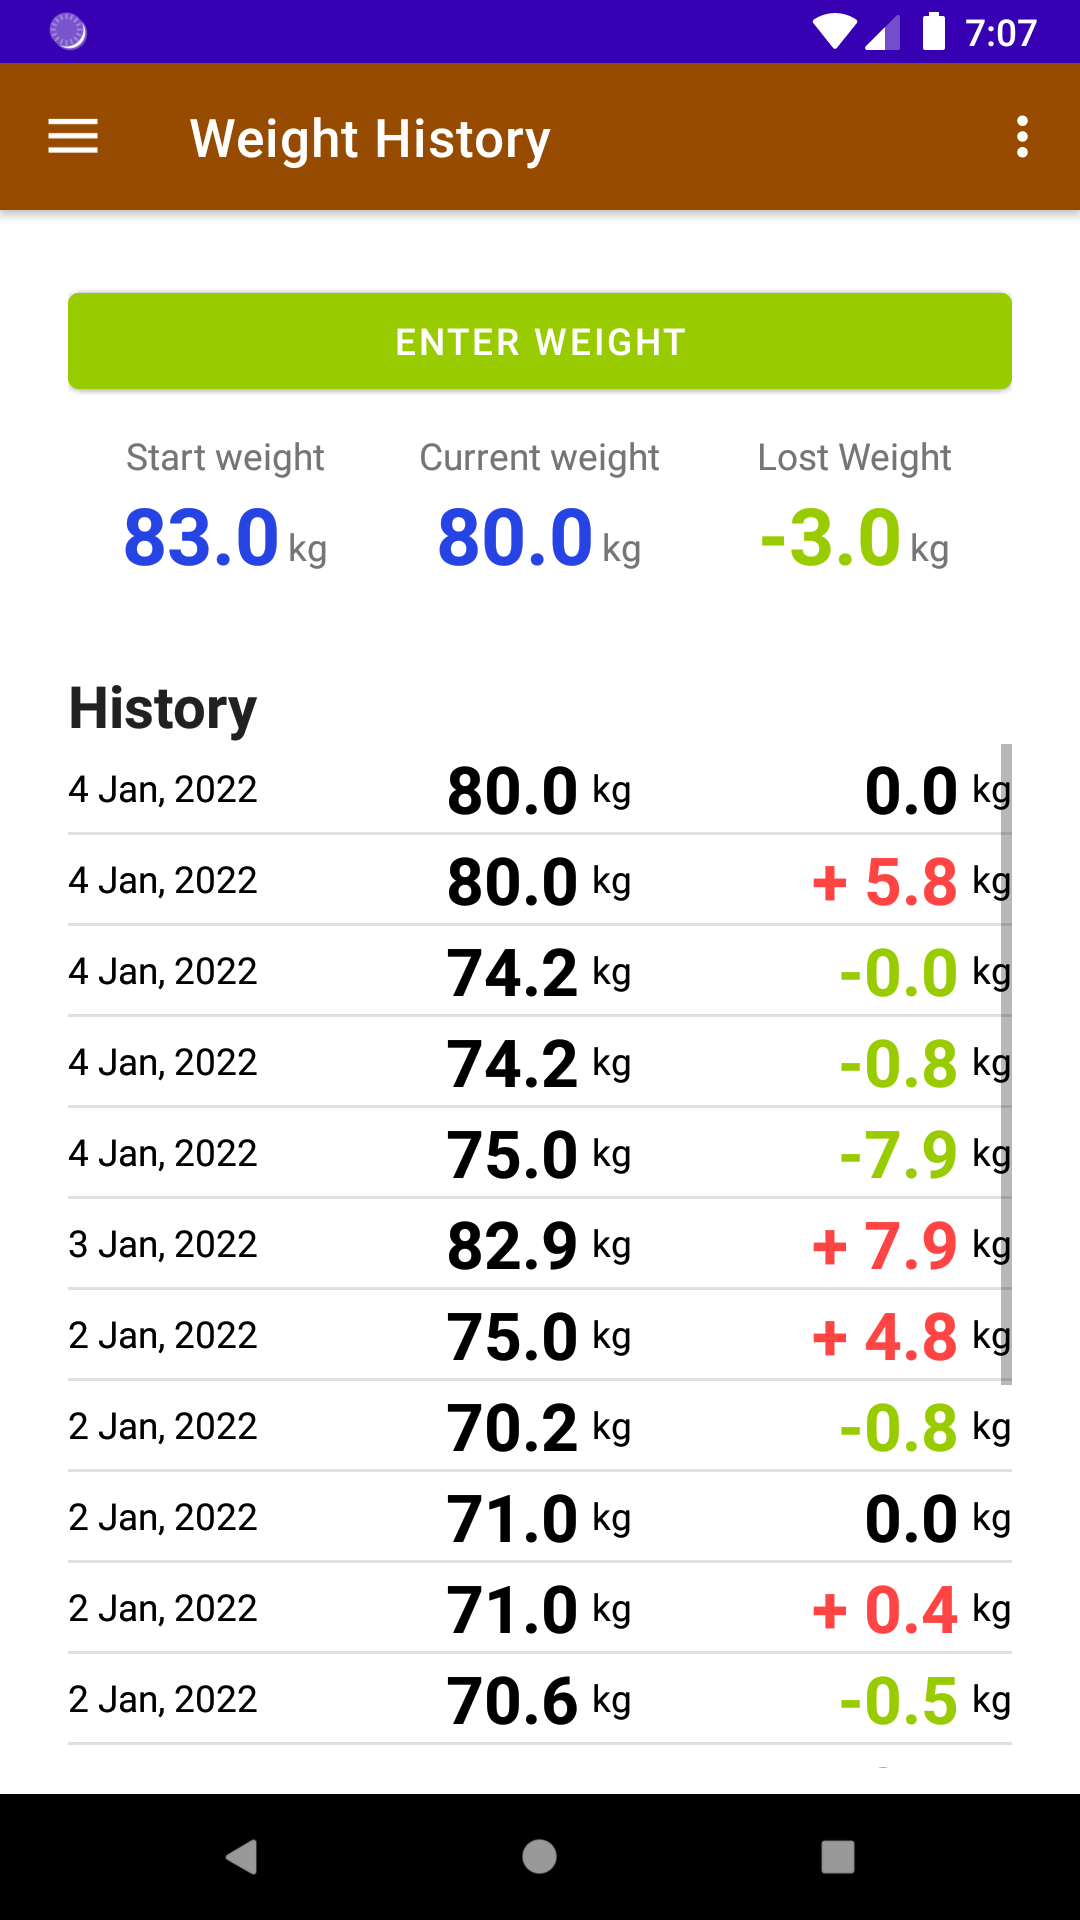 7:07
Weight History
ENTER WEIGHT
Start weight Current weight Lost Weight
83.0 kg 80.0 kg -3.0 kg
History
4 Jan, 2022 80.0 kg 0.0 kg
4 Jan, 2022 80.0 kg + 5.8 kg
4 Jan, 2022 74.2 kg -0.0 kg
4 Jan, 2022 74.2 kg -0.8 kg
4 Jan, 2022 75.0 kg -7.9 kg
3 Jan, 2022 82.9 kg + 7.9 kg
2 Jan, 2022 75.0 kg + 4.8 kg
2 Jan, 2022 70.2 kg -0.8 kg
2 Jan, 2022 71.0 kg 0.0 kg
2 Jan, 2022 71.0 kg + 0.4 kg
2 Jan, 2022 70.6 kg -0.5 kg